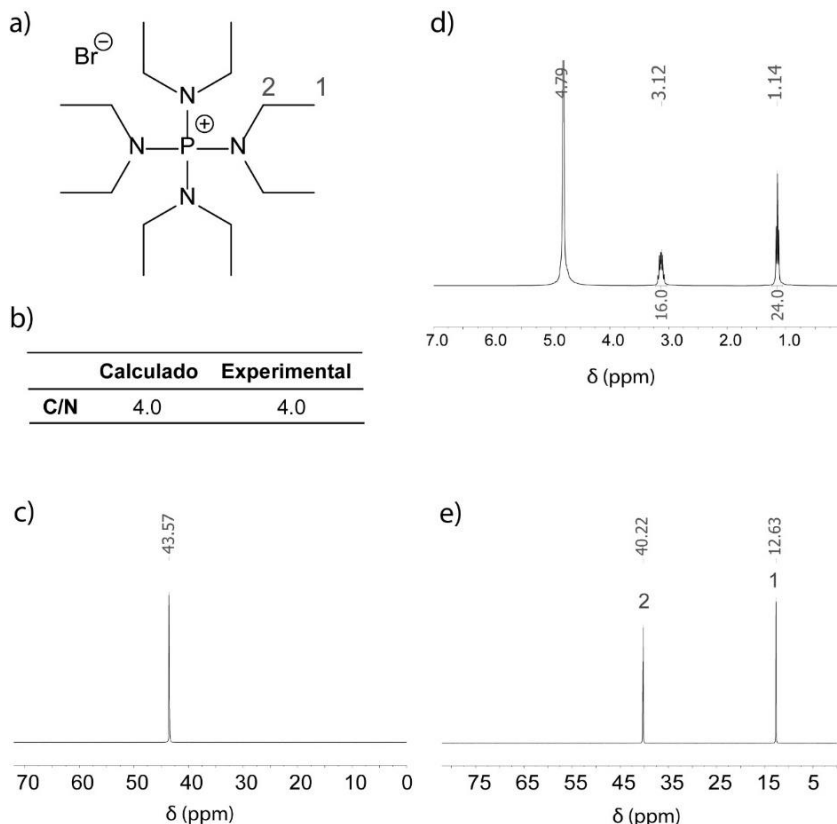 a)
Br⊖
2 1
N
⊕
N P N
N
b)
Calculado Experimental
C/N 4.0 4.0
c)
43.57
70 60 50 40 30 20 10 0
δ (ppm)
d)
4.79 3.12 1.14
16.0 24.0
7.0 6.0 5.0 4.0 3.0 2.0 1.0
δ (ppm)
e)
40.22 12.63
2 1
75 65 55 45 35 25 15 5
δ (ppm)